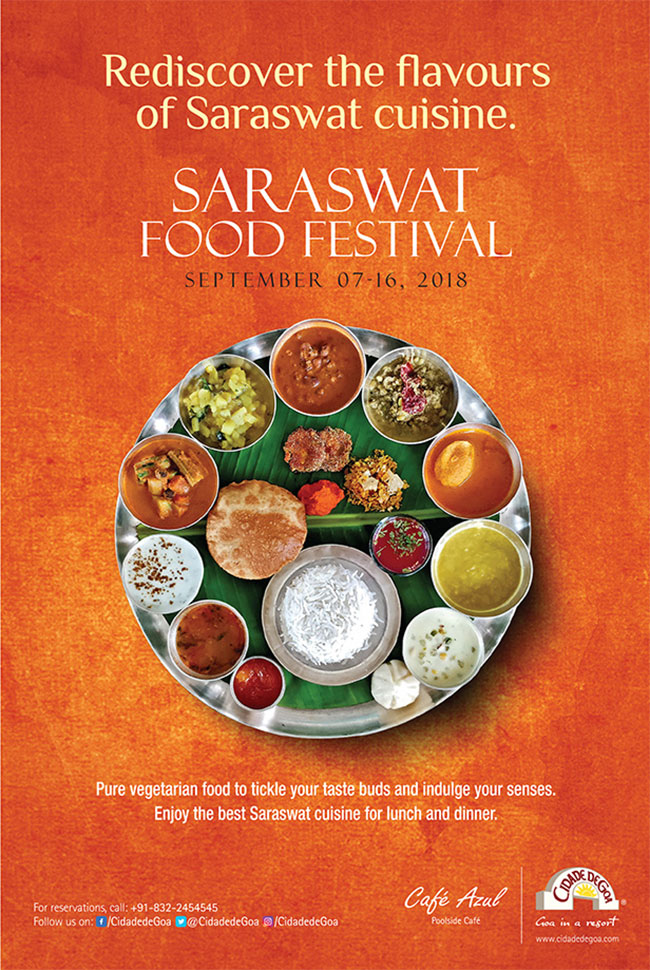 Rediscover the flavours
of Saraswat cuisine.
SARASWAT
FOOD FESTIVAL
SEPTEMBER 07-16, 2018
Pure vegetarian food to tickle your taste buds and indulge your senses.
Enjoy the best Saraswat cuisine for lunch and dinner.
For reservations, call: +91-832-2454545
Follow us on: f/CidadedeGoa @CidadedeGoa /CidadedeGoa
Café Azul
Poolside Café
CIDADE DE GOA
®
Goa in a resort
www.cidadedegoa.com